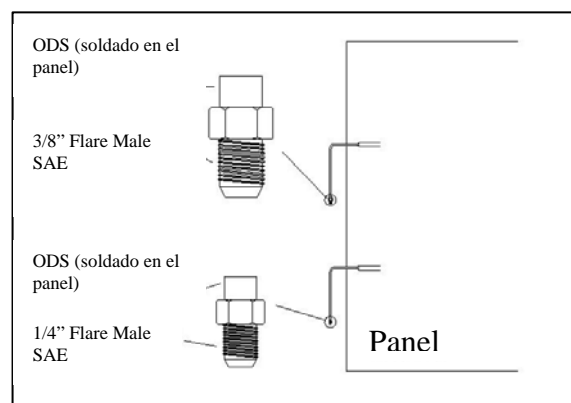 ODS (soldado en el
panel)
3/8” Flare Male
SAE
ODS (soldado en el
panel)
1/4” Flare Male
SAE
Panel